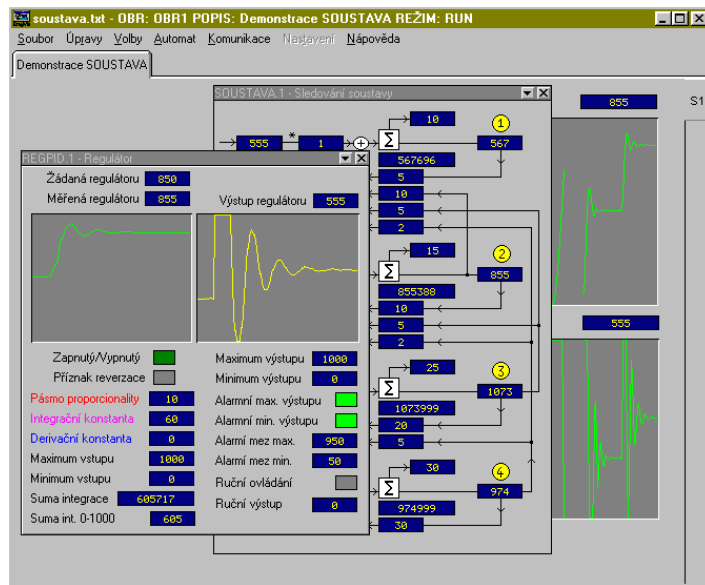 soustava.txt - OBR: OBR1 POPIS: Demonstrace SOUSTAVA REŽIM: RUN
Soubor Úpravy Volby Automat Komunikace Nastavení Nápověda
Demonstrace SOUSTAVA
SOUSTAVA.1 - Sledování soustavy
855
S1
10
1
555 * 1 + Σ 567
567696
5
10
5
2
15
2
Σ 855
855388
10
5
2
25
3
Σ 1073
1073999
20
5
30
4
Σ 974
974999
30
555
REGPID.1 - Regulátor
Žádaná regulátoru 850
Měřená regulátoru 855
Výstup regulátoru 555
Zapnutý/Vypnutý
Příznak reverzace
Pásmo proporcionality 10
Integrační konstanta 60
Derivační konstanta 0
Maximum vstupu 1000
Minimum vstupu 0
Suma integrace 605717
Suma int. 0-1000 605
Maximum výstupu 1000
Minimum výstupu 0
Alarmní max. výstupu
Alarmní min. výstupu
Alarmí mez max. 950
Alarmí mez min. 50
Ruční ovládání
Ruční výstup 0